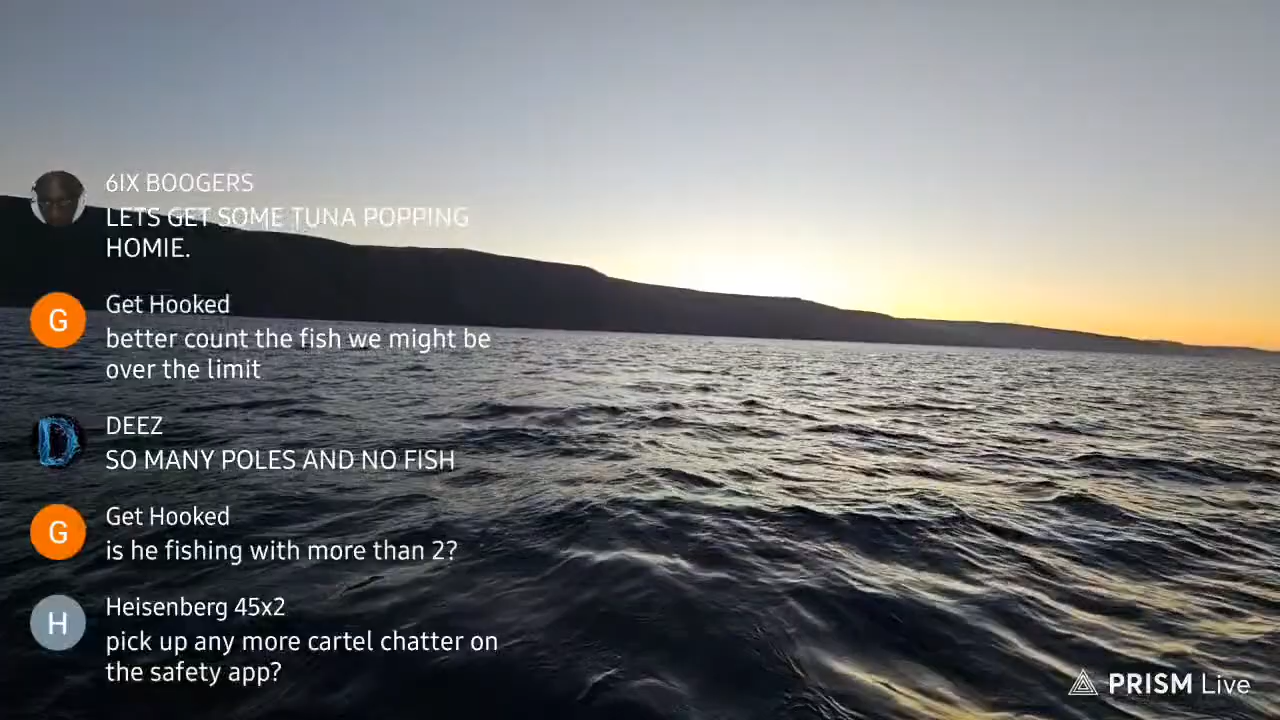 6IX BOOGERS
LETS GET SOME TUNA POPPING
HOMIE.
G
Get Hooked
better count the fish we might be
over the limit
D
DEEZ
SO MANY POLES AND NO FISH
G
Get Hooked
is he fishing with more than 2?
H
Heisenberg 45x2
pick up any more cartel chatter on
the safety app?
PRISM Live